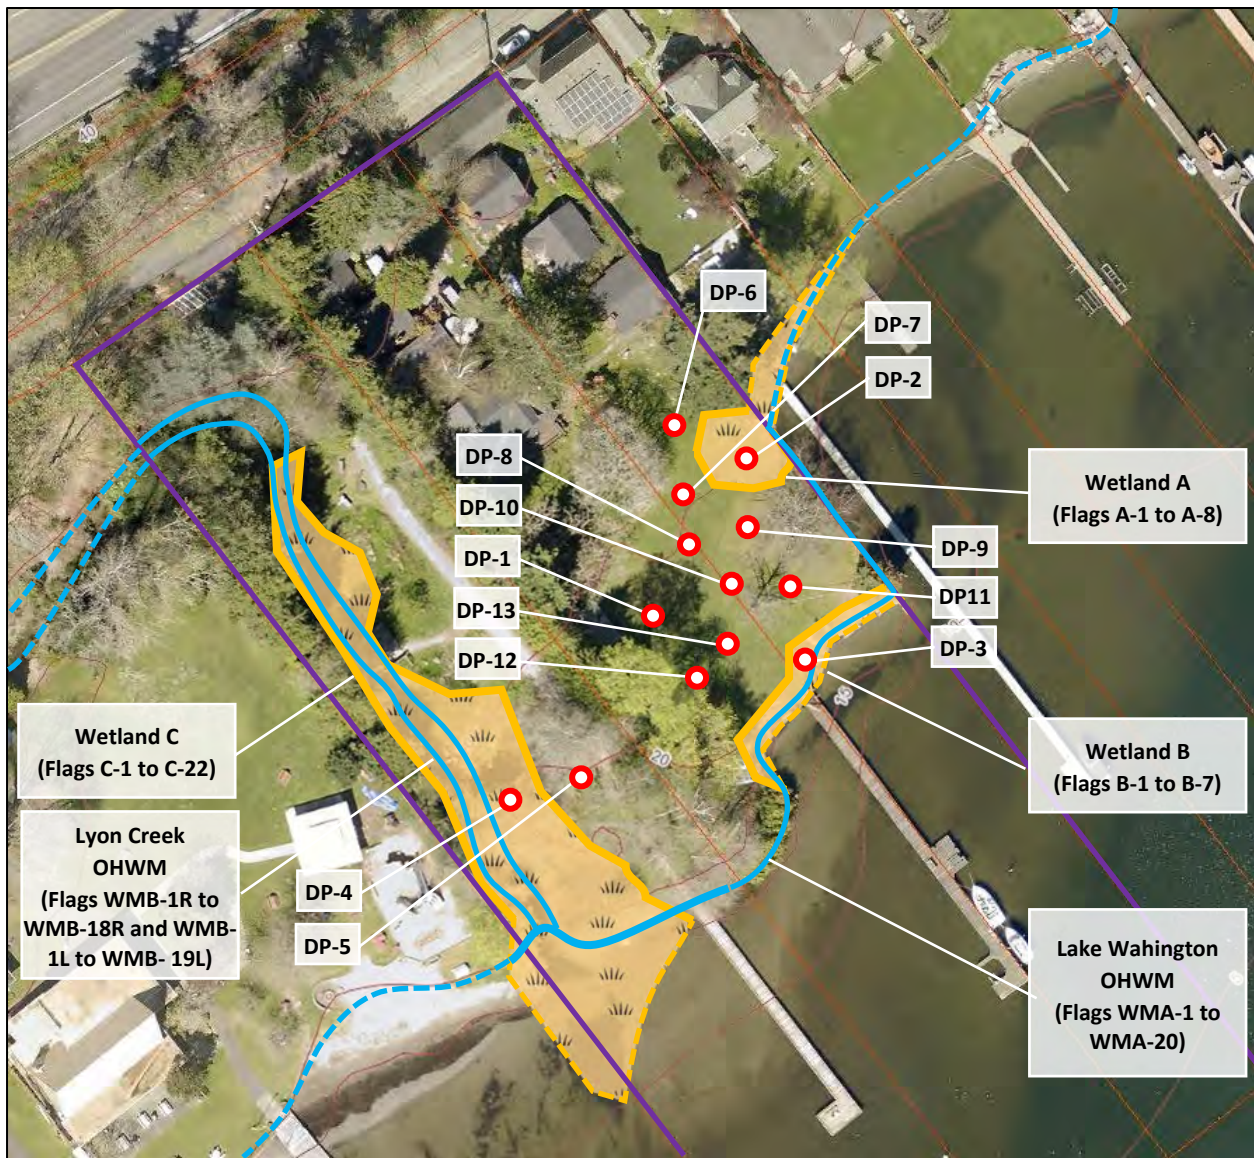 40
DP-6
DP-7
DP-2
DP-8
DP-10
DP-1
DP-13
DP-12
Wetland A
(Flags A-1 to A-8)
DP-9
DP11
DP-3
15
20
Wetland C
(Flags C-1 to C-22)
Wetland B
(Flags B-1 to B-7)
Lyon Creek
OHWM
(Flags WMB-1R to
WMB-18R and WMB-
1L to WMB- 19L)
DP-4
DP-5
Lake Wahington
OHWM
(Flags WMA-1 to
WMA-20)